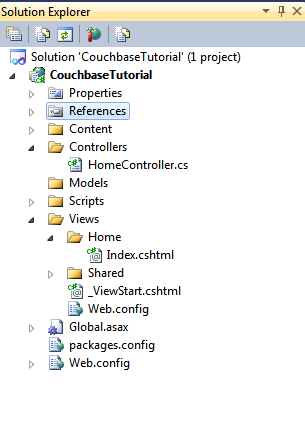 Solution Explorer
Solution 'CouchbaseTutorial' (1 project)
CouchbaseTutorial
Properties
References
Content
Controllers
HomeController.cs
Models
Scripts
Views
Home
Index.cshtml
Shared
_ViewStart.cshtml
Web.config
Global.asax
packages.config
Web.config